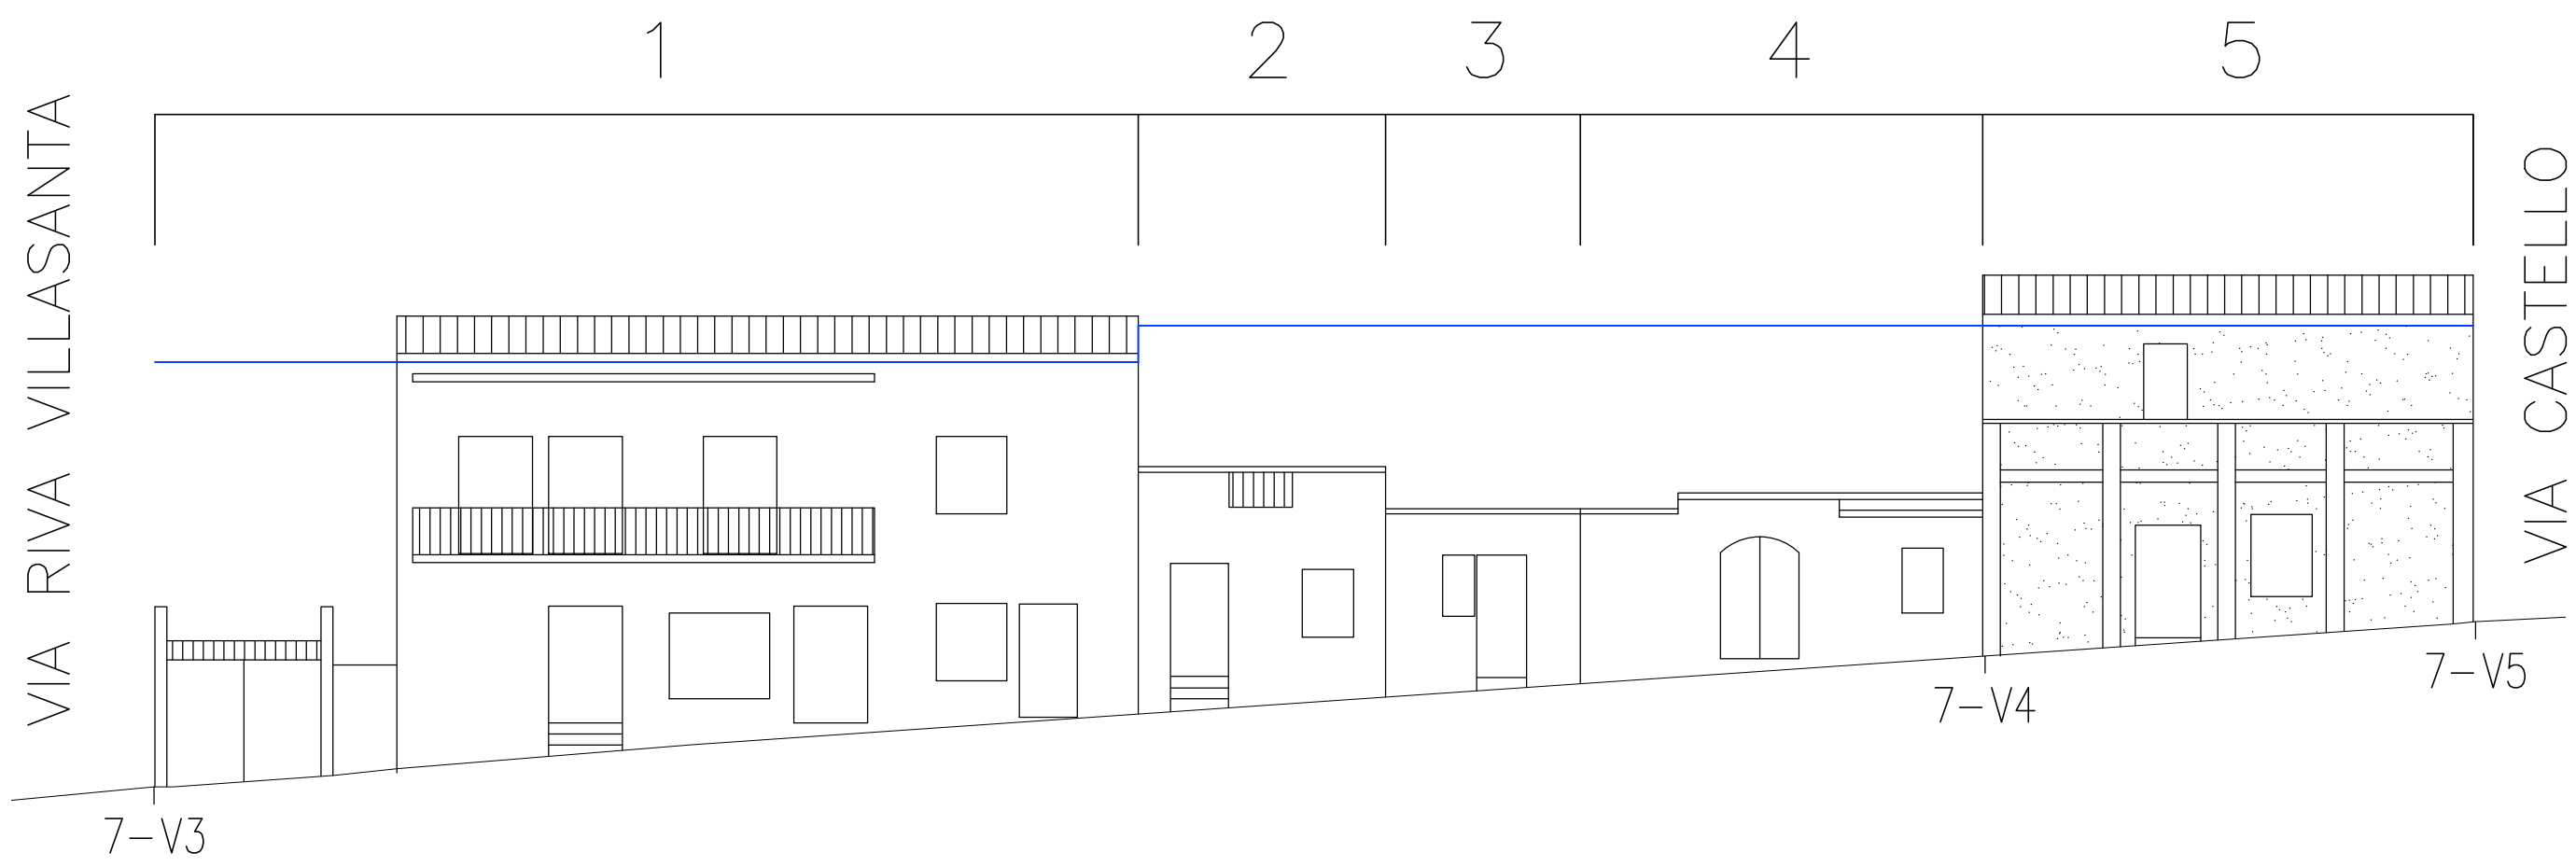 1 2 3 4 5
VIA RIVA VILLASANTA
VIA CASTELLO
7-V3
7-V4
7-V5